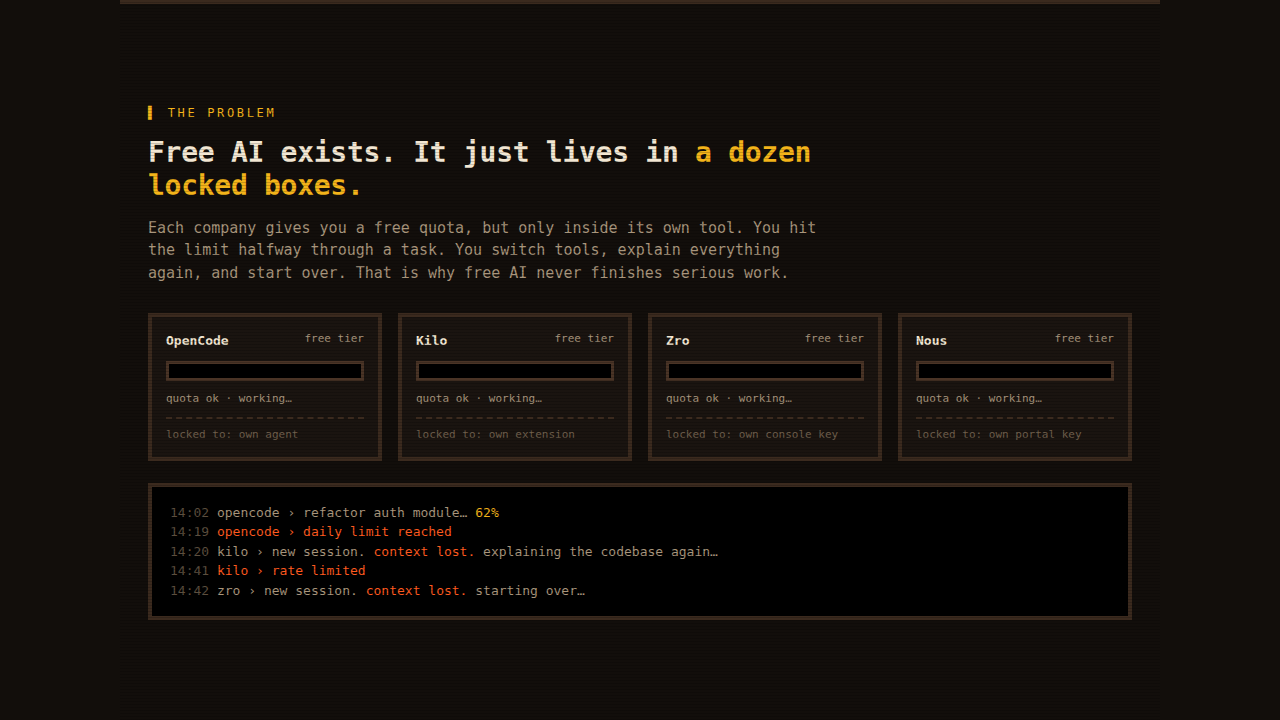 THE PROBLEM
Free AI exists. It just lives in a dozen
locked boxes.
Each company gives you a free quota, but only inside its own tool. You hit
the limit halfway through a task. You switch tools, explain everything
again, and start over. That is why free AI never finishes serious work.
OpenCode free tier
quota ok · working…
locked to: own agent
Kilo free tier
quota ok · working…
locked to: own extension
Zro free tier
quota ok · working…
locked to: own console key
Nous free tier
quota ok · working…
locked to: own portal key
14:02 opencode › refactor auth module… 62%
14:19 opencode › daily limit reached
14:20 kilo › new session. context lost. explaining the codebase again…
14:41 kilo › rate limited
14:42 zro › new session. context lost. starting over…